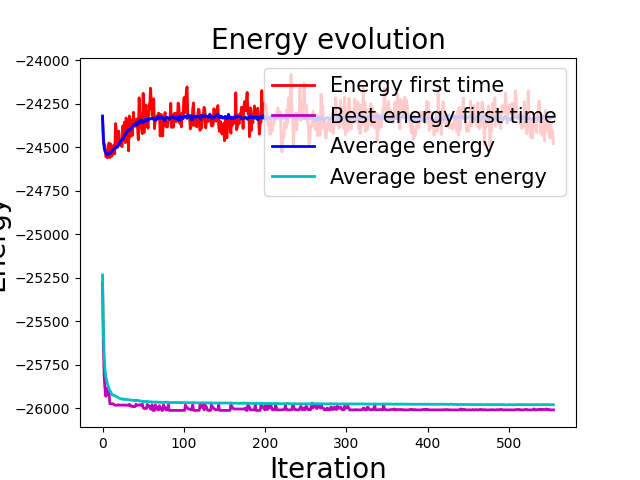 Energy evolution
−24000
−24250
−24500
−24750
−25000
−25250
−25500
−25750
−26000
Energy
Energy first time
Best energy first time
Average energy
Average best energy
0
100
200
300
400
500
Iteration